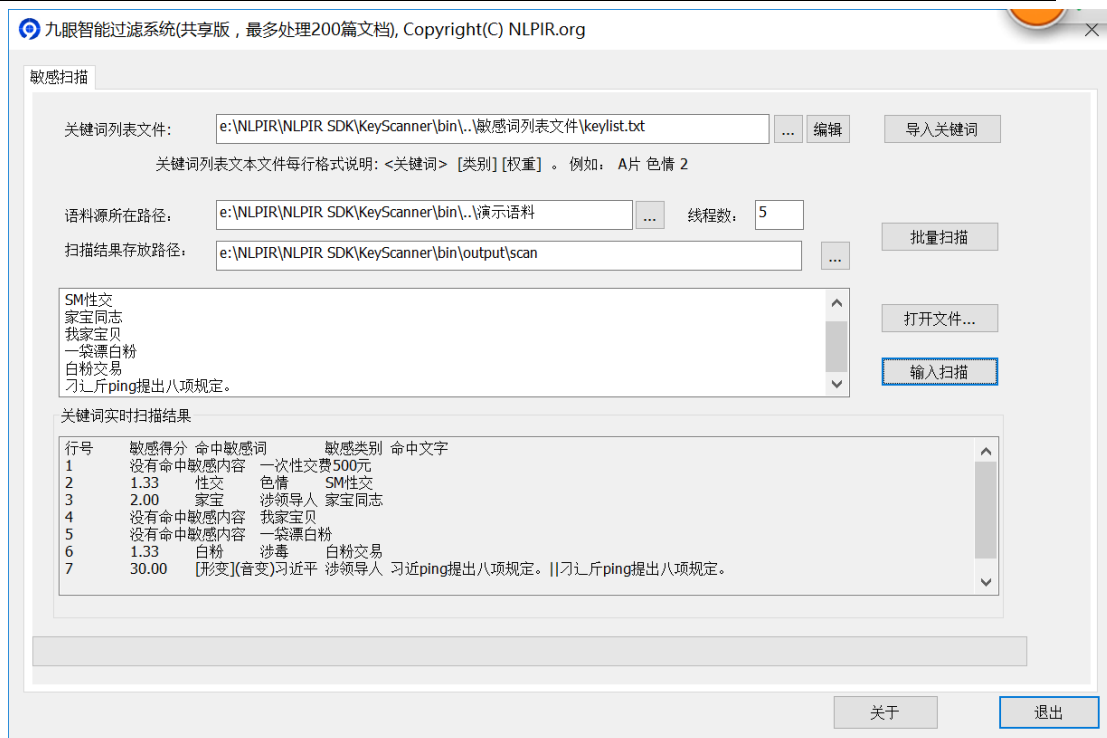 九眼智能过滤系统(共享版，最多处理200篇文档), Copyright(C) NLPIR.org
敏感扫描
关键词列表文件: e:\NLPIR\NLPIR SDK\KeyScanner\bin\..\敏感词列表文件\keylist.txt ... 编辑 导入关键词
关键词列表文本文件每行格式说明: <关键词> [类别] [权重] 。 例如： A片 色情 2
语料源所在路径: e:\NLPIR\NLPIR SDK\KeyScanner\bin\..\演示语料 ... 线程数: 5
批量扫描
扫描结果存放路径: e:\NLPIR\NLPIR SDK\KeyScanner\bin\output\scan ...
SM性交
家宝同志
我家宝贝
一袋漂白粉
白粉交易
刁辶斤ping提出八项规定。
打开文件...
输入扫描
关键词实时扫描结果
行号 敏感得分 命中敏感词 敏感类别 命中文字
1 没有命中敏感内容 一次性交费500元
2 1.33 性交 色情 SM性交
3 2.00 家宝 涉领导人 家宝同志
4 没有命中敏感内容 我家宝贝
5 没有命中敏感内容 一袋漂白粉
6 1.33 白粉 涉毒 白粉交易
7 30.00 [形变](音变)习近平 涉领导人 习近ping提出八项规定。||刁辶斤ping提出八项规定。
关于 退出